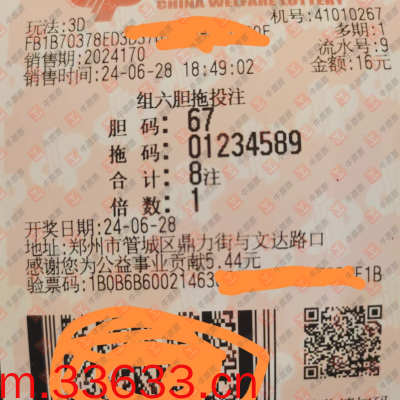 CHINA WELFARE LOTTERY
玩法:3D
机号:41010267
FB1B70378ED3D37
多期:1
销售期:2024170
流水号:9
销售时间:24-06-28 18:49:02
金额:16元
组六胆拖投注
胆 码: 67
拖 码: 01234589
合 计: 8注
倍 数: 1
开奖日期:24-06-28
地址:郑州市管城区鼎力街与文达路口
感谢您为公益事业贡献5.44元
验票码:1B0B6B60021463
E1B
m.33633.cn